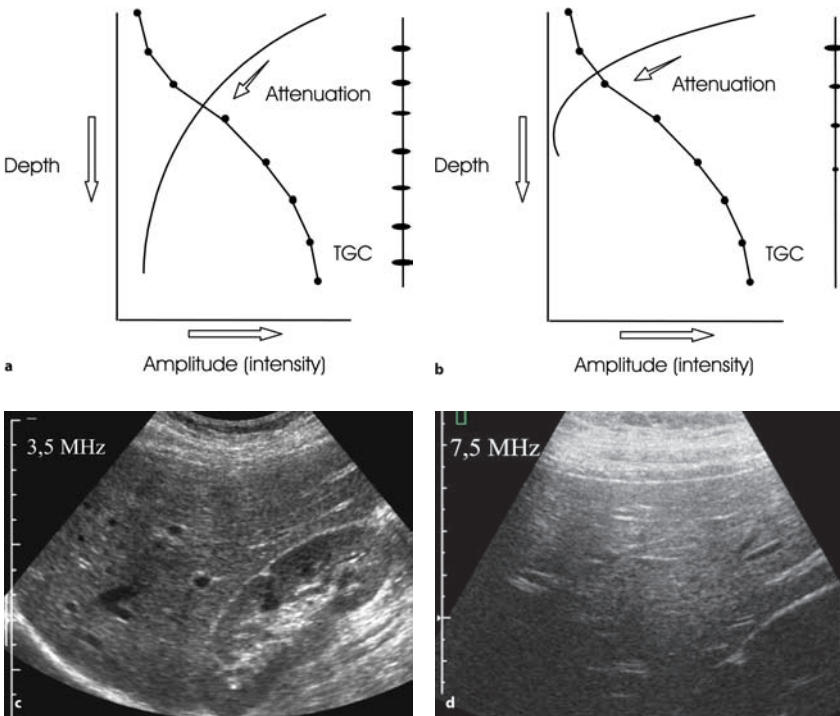 Attenuation
Depth
TGC
Amplitude (intensity)
a
Attenuation
Depth
TGC
Amplitude (intensity)
b
3,5 MHz
c
7,5 MHz
d